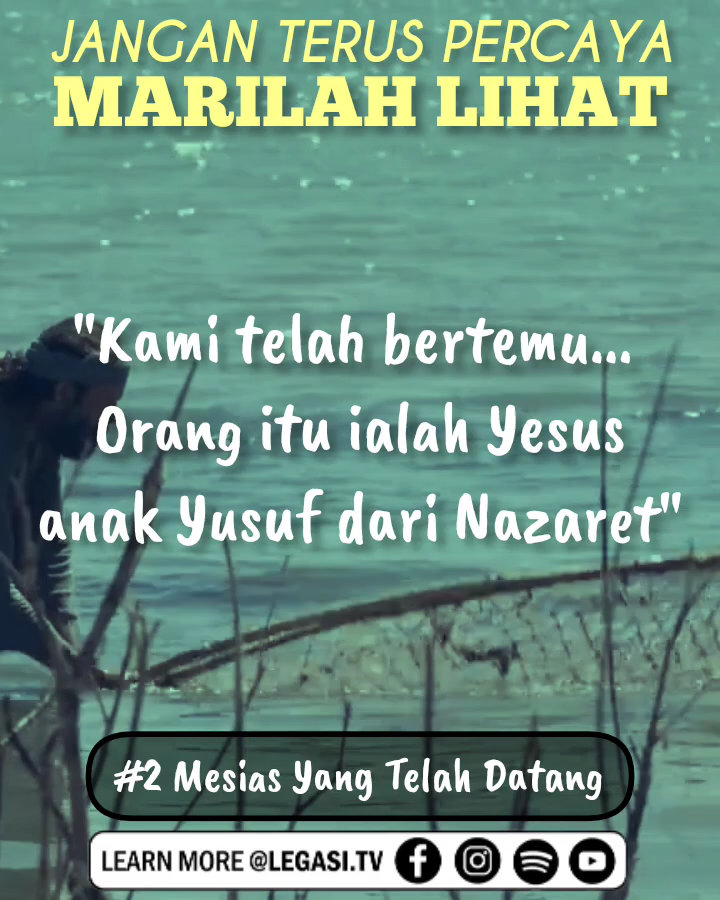 JANGAN TERUS PERCAYA
MARILAH LIHAT
"Kami telah bertemu...
Orang itu ialah Yesus
anak Yusuf dari Nazaret"
#2 Mesias Yang Telah Datang
LEARN MORE @LEGASI.TV